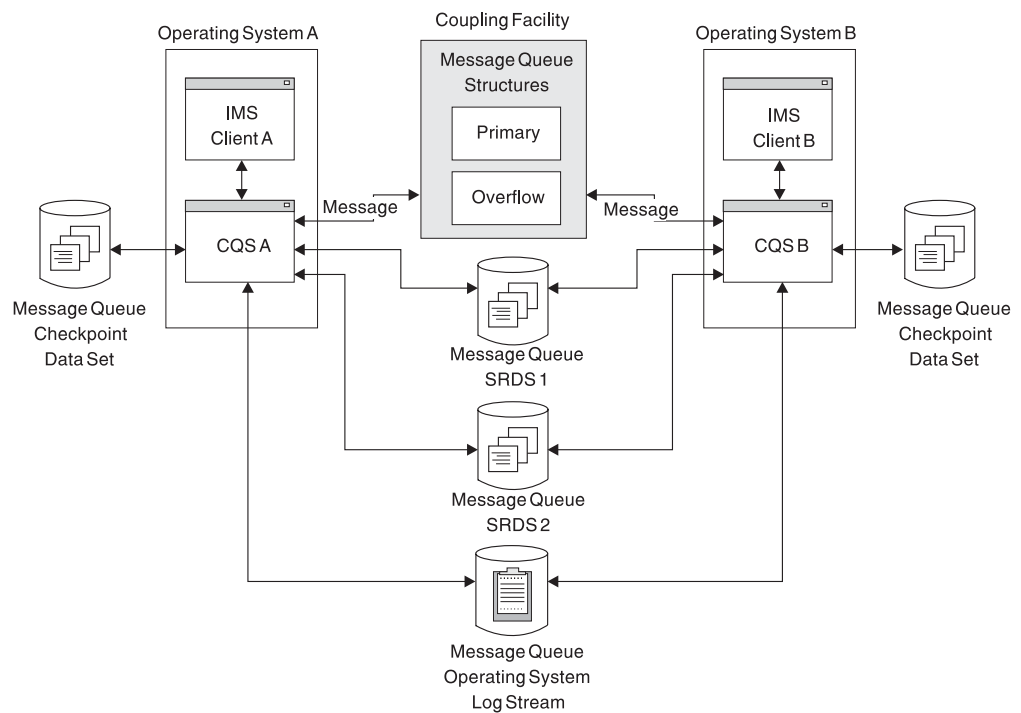 Coupling Facility
Operating System A
Operating System B
Message Queue
Structures
IMS
Client A
Primary
IMS
Client B
Overflow
Message
Message
CQS A
CQS B
Message Queue
Checkpoint
Data Set
Message Queue
Checkpoint
Data Set
Message Queue
SRDS 1
Message Queue
SRDS 2
Message Queue
Operating System
Log Stream